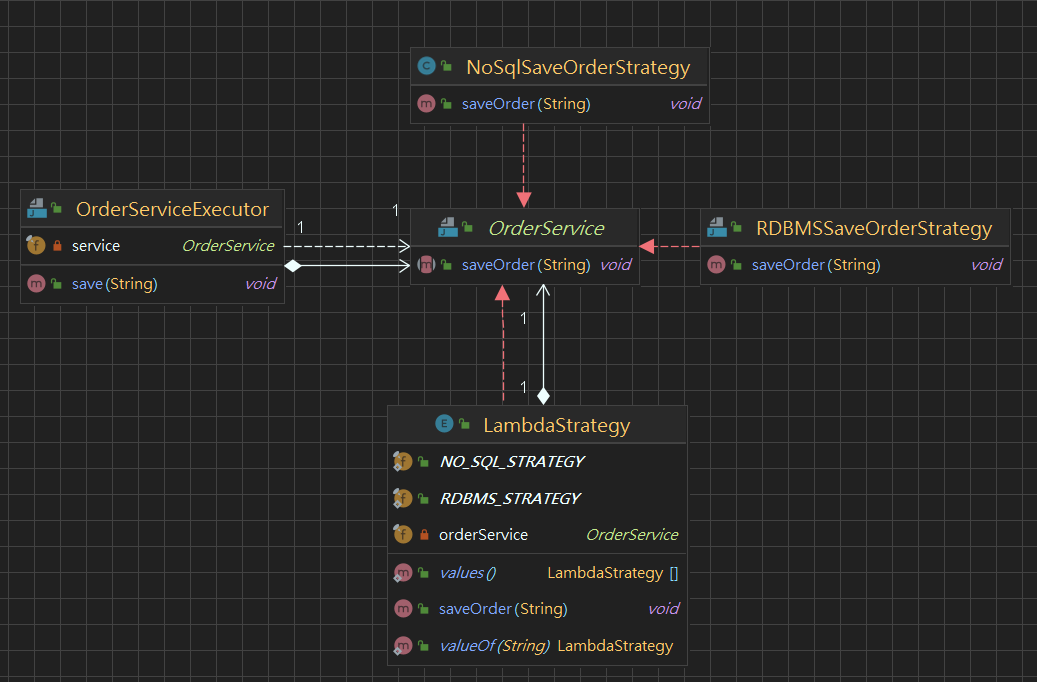 NoSqlSaveOrderStrategy
saveOrder(String) void
OrderServiceExecutor
service OrderService
save(String) void
1
1
OrderService
saveOrder(String) void
RDBMSSaveOrderStrategy
saveOrder(String) void
1
1
LambdaStrategy
NO_SQL_STRATEGY
RDBMS_STRATEGY
orderService OrderService
values() LambdaStrategy []
saveOrder(String) void
valueOf(String) LambdaStrategy